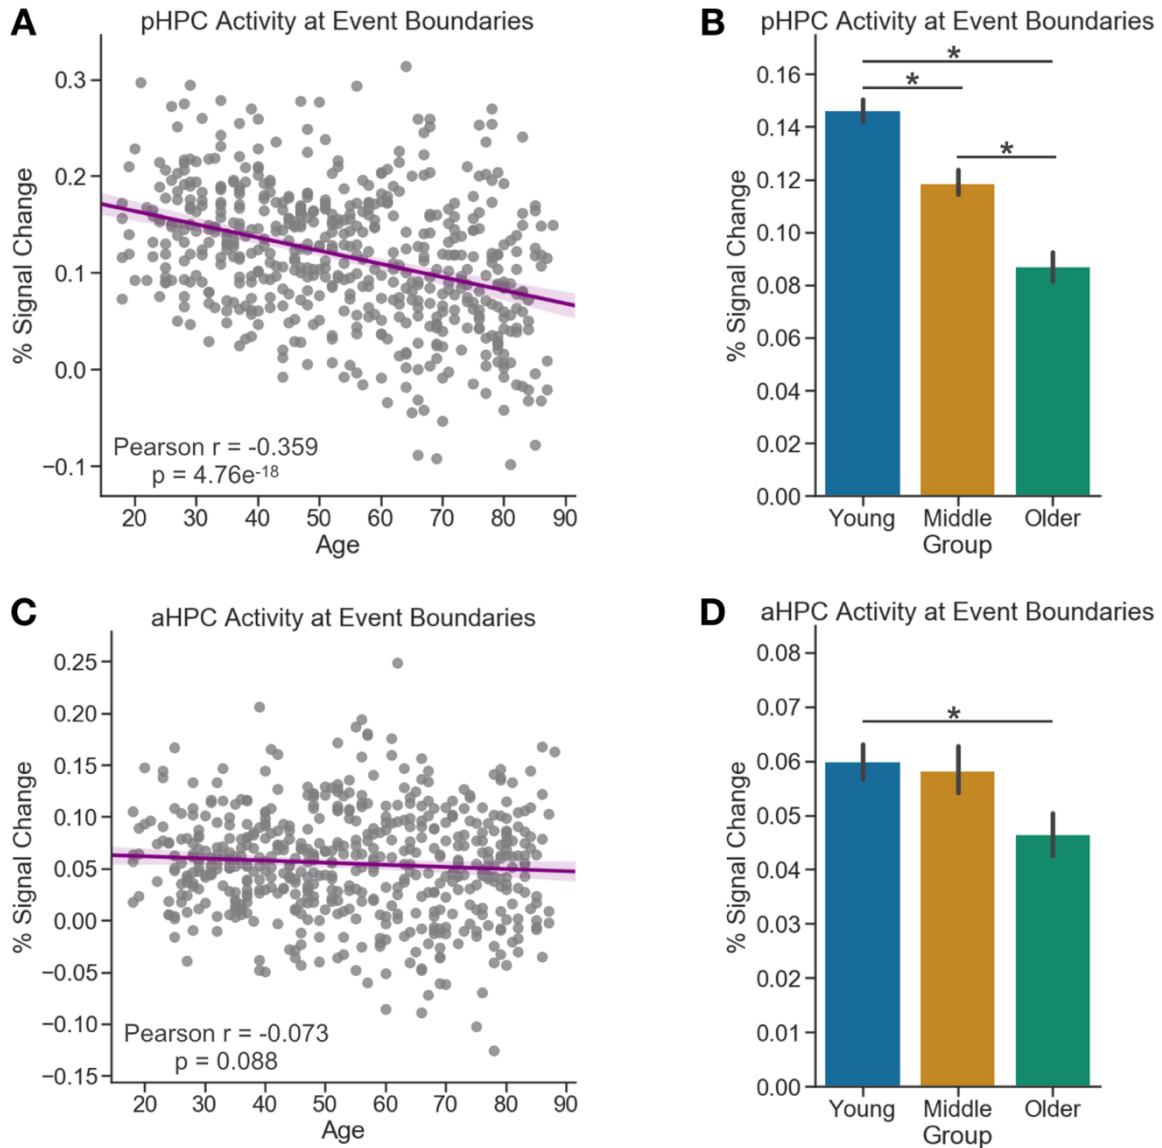 A
pHPC Activity at Event Boundaries
% Signal Change
0.3
0.2
0.1
0.0
−0.1
Pearson r = -0.359
p = 4.76e-18
20 30 40 50 60 70 80 90
Age
B
pHPC Activity at Event Boundaries
% Signal Change
0.16
0.14
0.12
0.10
0.08
0.06
0.04
0.02
0.00
*
*
*
Young Middle Older
Group
C
aHPC Activity at Event Boundaries
% Signal Change
0.25
0.20
0.15
0.10
0.05
0.00
−0.05
−0.10
−0.15
Pearson r = -0.073
p = 0.088
20 30 40 50 60 70 80 90
Age
D
aHPC Activity at Event Boundaries
% Signal Change
0.08
0.07
0.06
0.05
0.04
0.03
0.02
0.01
0.00
*
Young Middle Older
Group